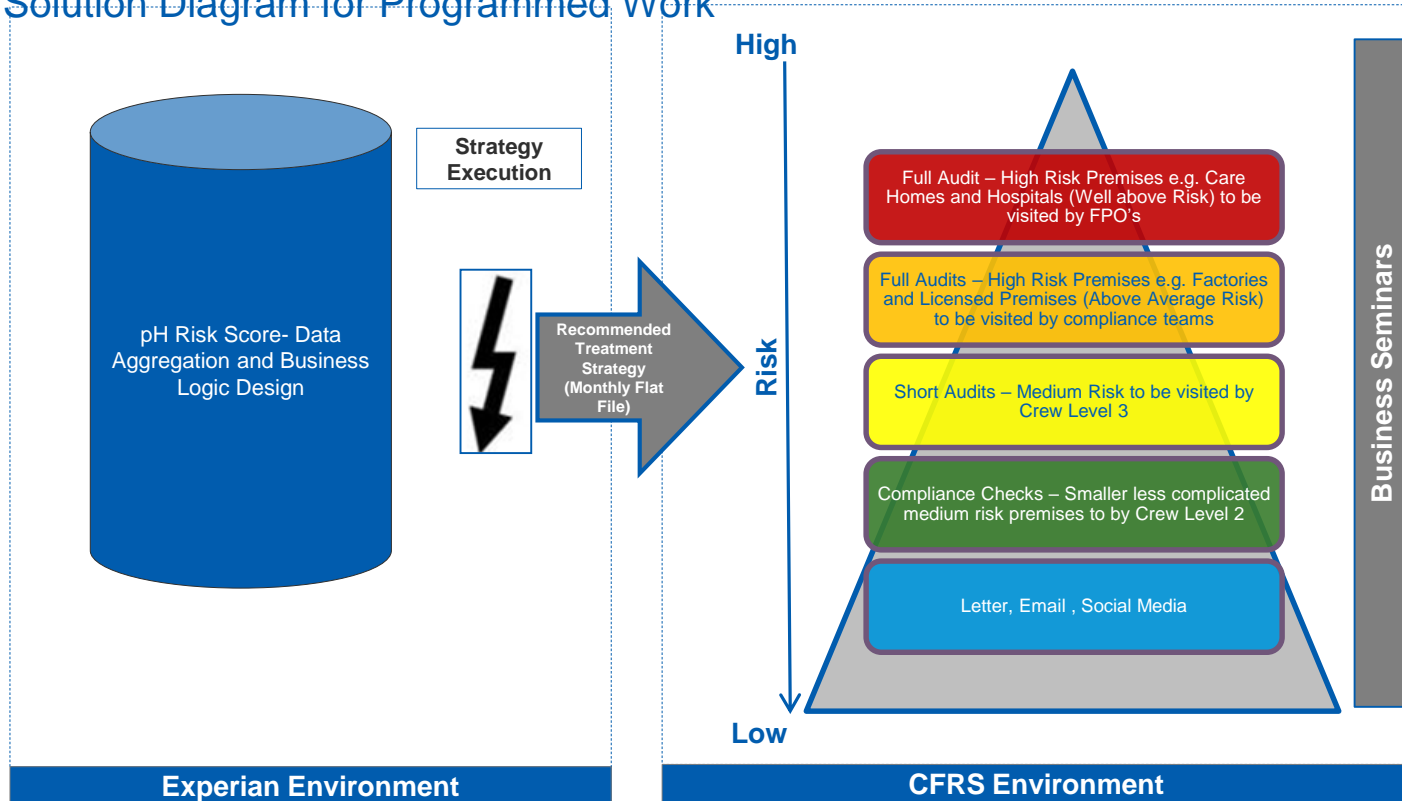 Solution Diagram for Programmed Work
Strategy
Execution
pH Risk Score- Data
Aggregation and Business
Logic Design
Recommended
Treatment
Strategy
(Monthly Flat
File)
Experian Environment
High
Risk
Low
Full Audit – High Risk Premises e.g. Care
Homes and Hospitals (Well above Risk) to be
visited by FPO's
Full Audits – High Risk Premises e.g. Factories
and Licensed Premises (Above Average Risk)
to be visited by compliance teams
Short Audits – Medium Risk to be visited by
Crew Level 3
Compliance Checks – Smaller less complicated
medium risk premises to by Crew Level 2
Letter, Email , Social Media
Business Seminars
CFRS Environment